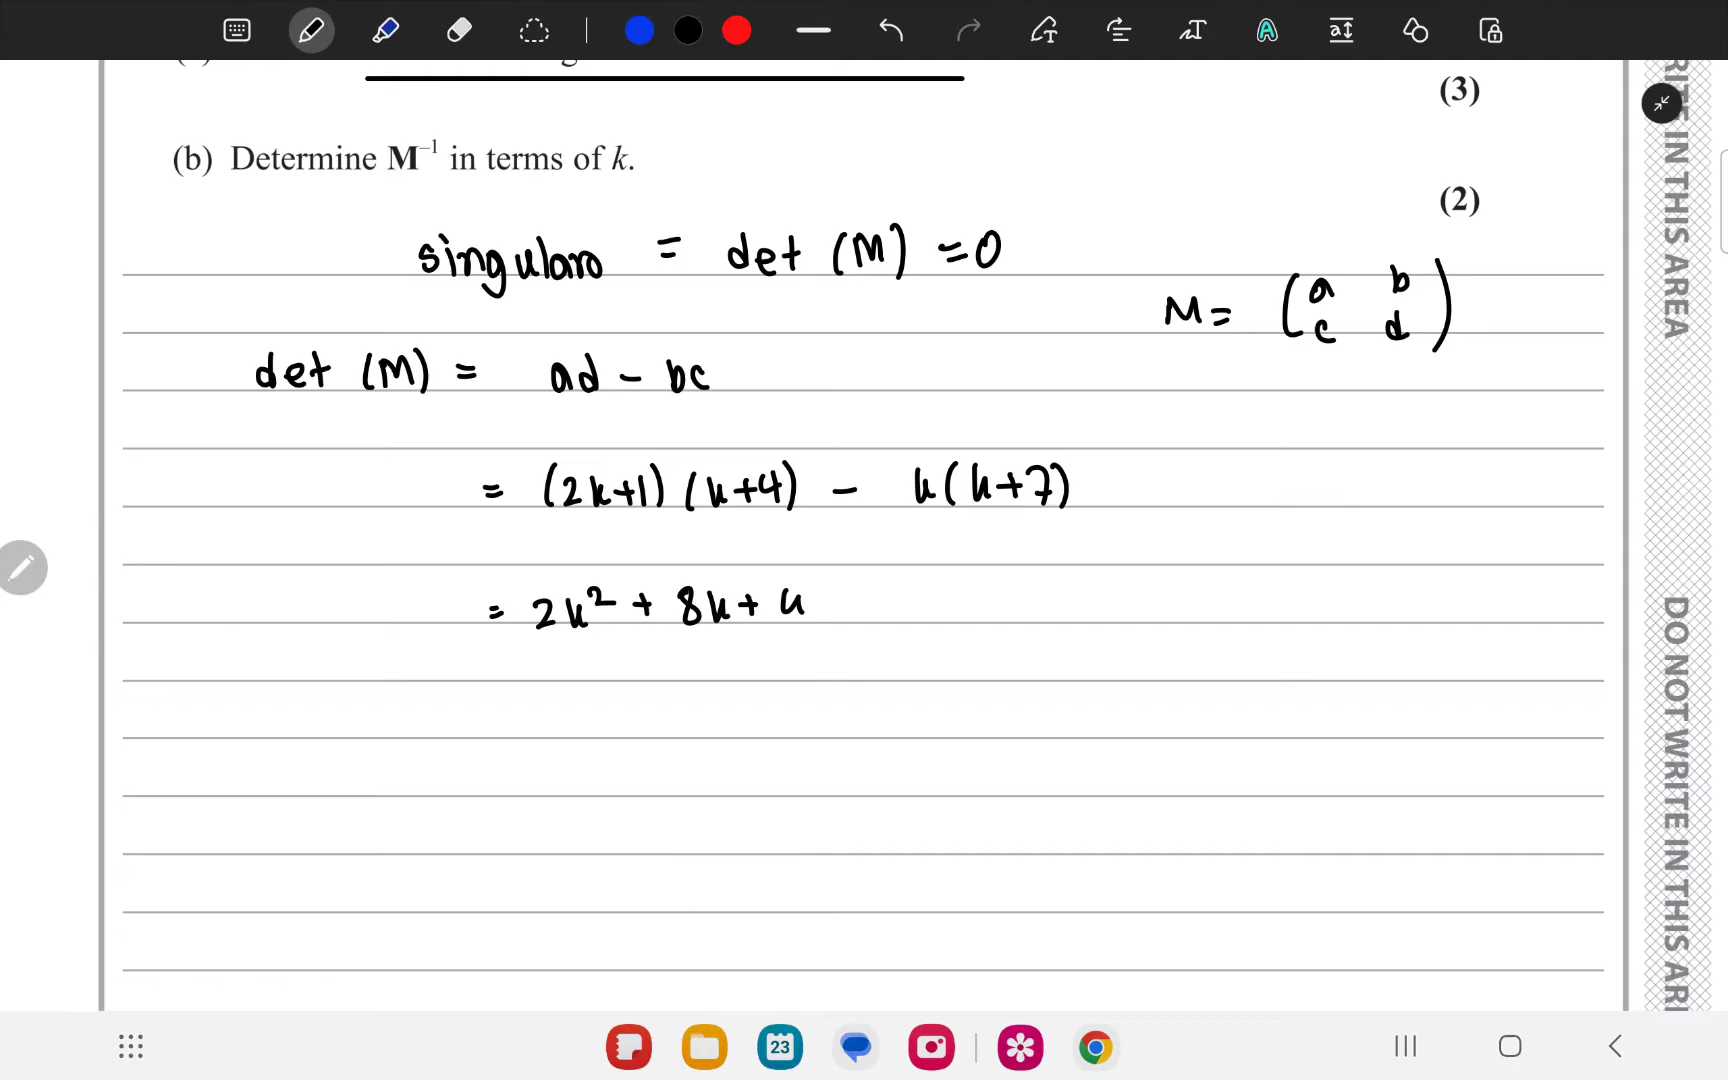 (3)
(b) Determine M⁻¹ in terms of k.
(2)
singular = det (M) = 0
M = (a b
c d)
det (M) = ad - bc
= (2k+1) (k+4) - k(k+7)
= 2k² + 8k + k
RITE IN THIS AREA
DO NOT WRITE IN THIS ARE
23